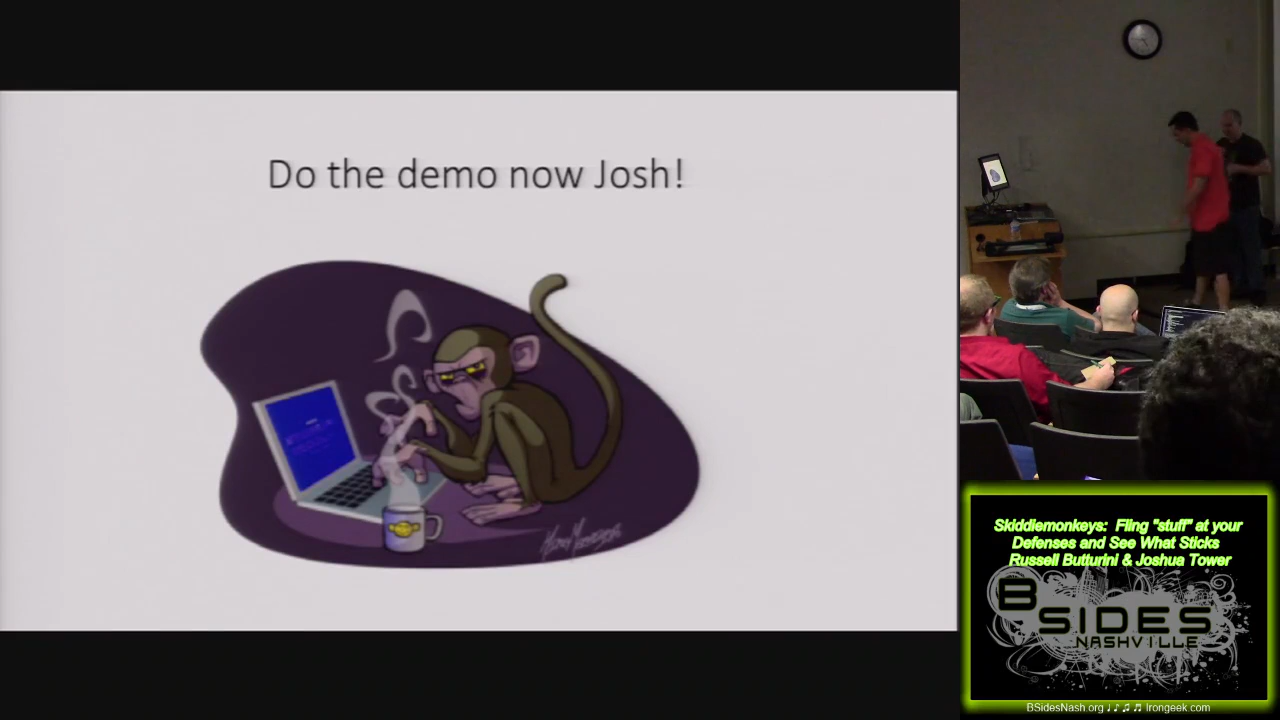 Do the demo now Josh!
Skiddiemonkeys: Fling "stuff" at your
Defenses and See What Sticks
Russell Butturini & Joshua Tower
BSIDES
NASHVILLE
BSidesNash.org ♩♪♫♬ Irongeek.com